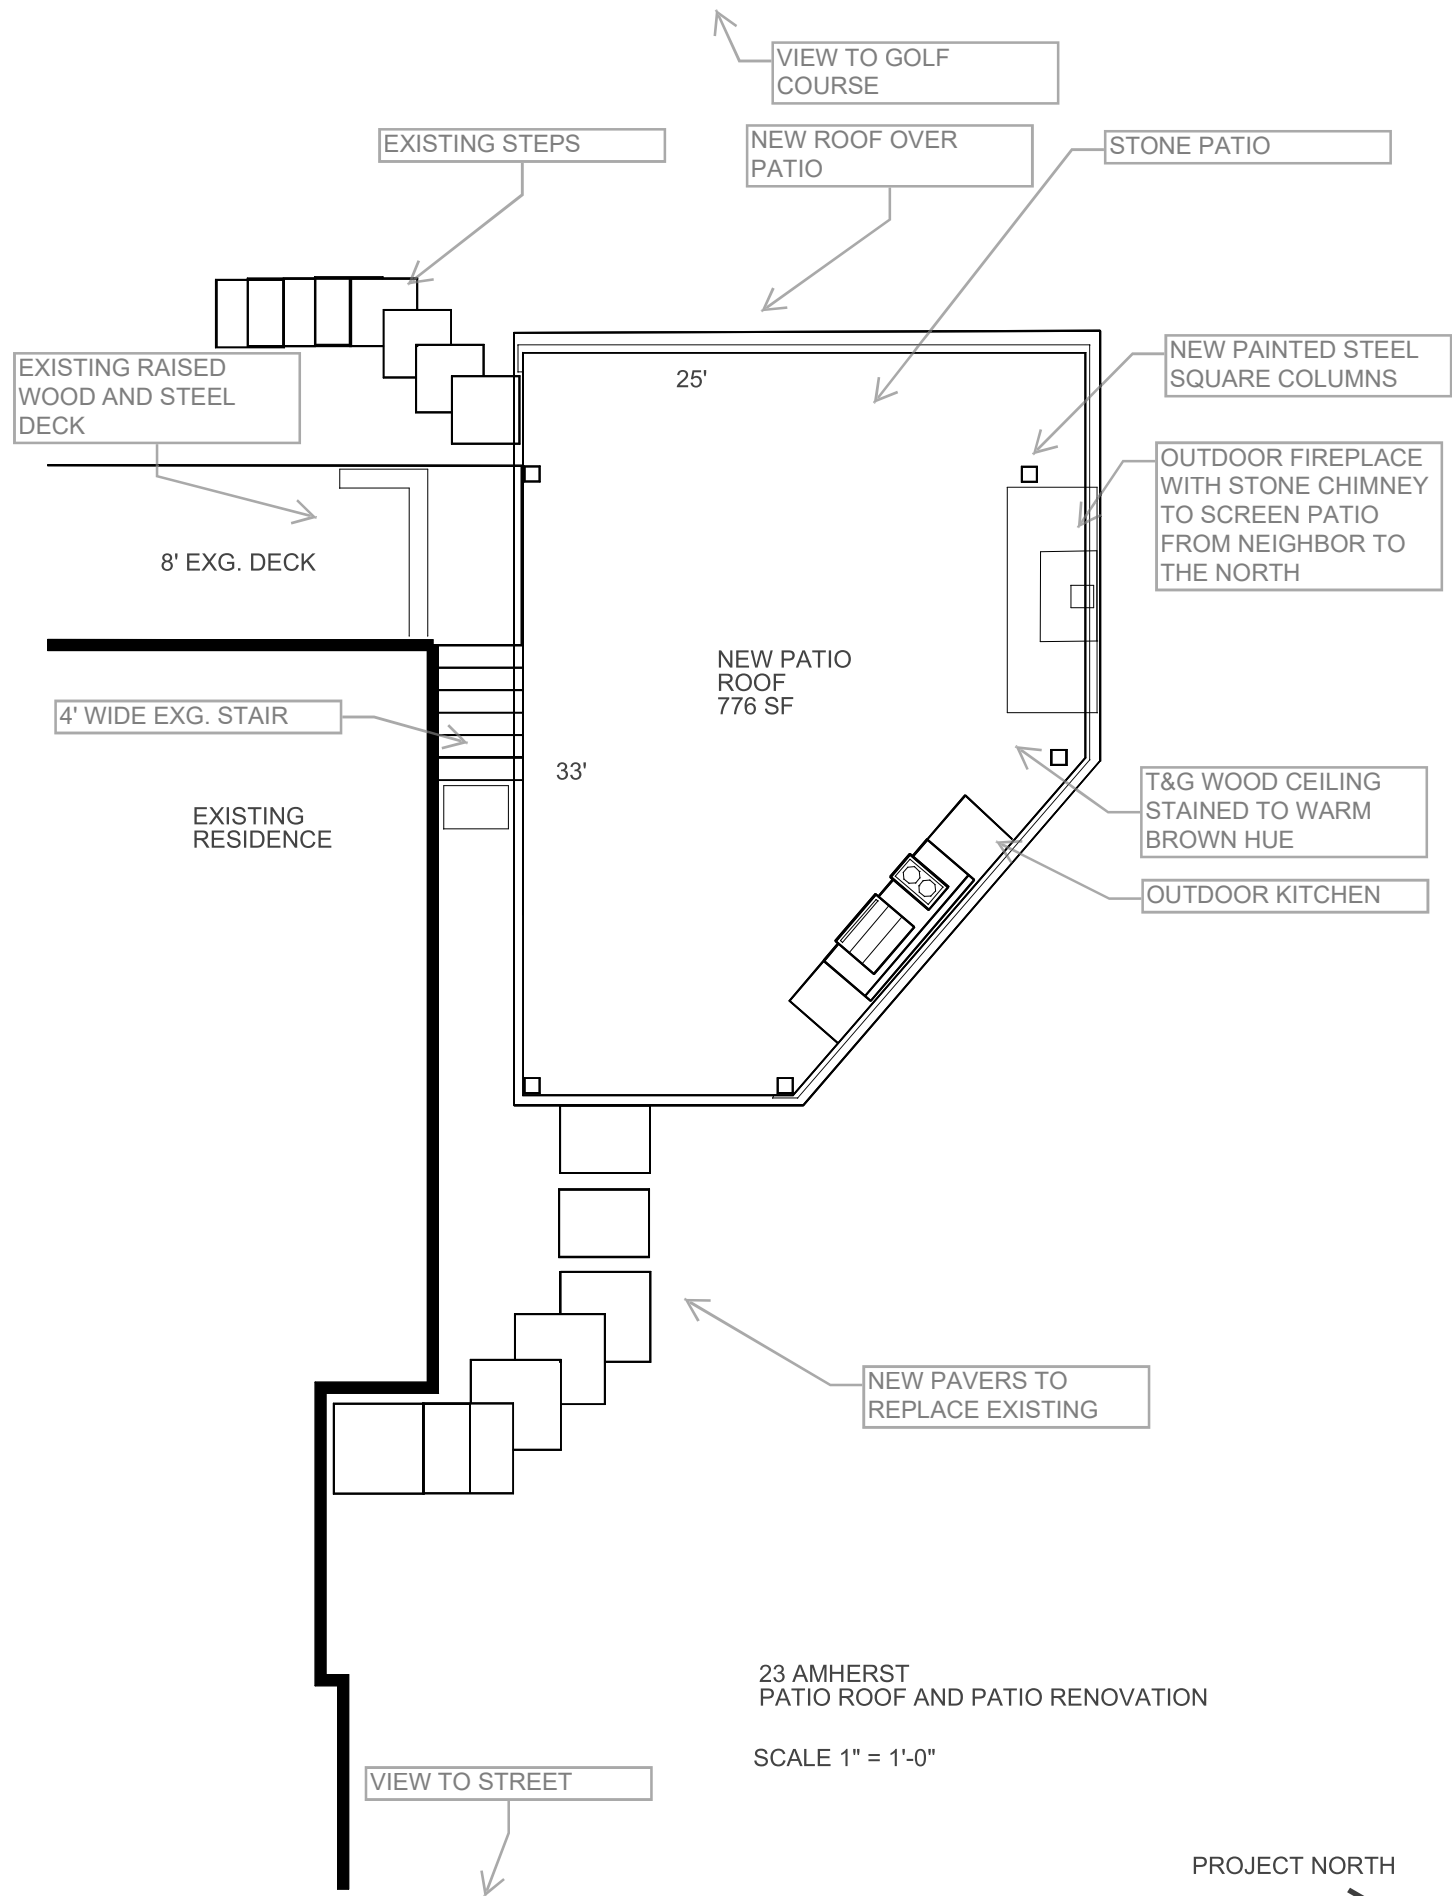 VIEW TO GOLF
COURSE
EXISTING STEPS
NEW ROOF OVER
PATIO
STONE PATIO
EXISTING RAISED
WOOD AND STEEL
DECK
25'
NEW PAINTED STEEL
SQUARE COLUMNS
OUTDOOR FIREPLACE
WITH STONE CHIMNEY
TO SCREEN PATIO
FROM NEIGHBOR TO
THE NORTH
8' EXG. DECK
NEW PATIO
ROOF
776 SF
4' WIDE EXG. STAIR
33'
EXISTING
RESIDENCE
T&G WOOD CEILING
STAINED TO WARM
BROWN HUE
OUTDOOR KITCHEN
NEW PAVERS TO
REPLACE EXISTING
23 AMHERST
PATIO ROOF AND PATIO RENOVATION
SCALE 1" = 1'-0"
VIEW TO STREET
PROJECT NORTH